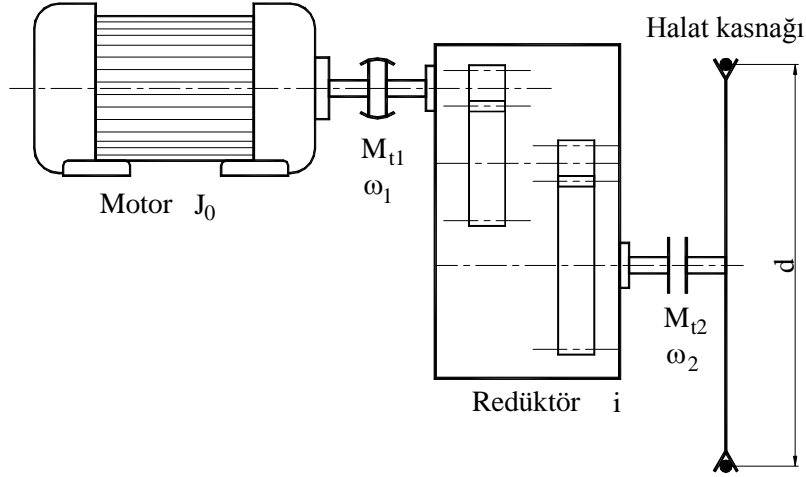 Halat kasnağı
M_t1
ω_1
Motor J_0
d
M_t2
ω_2
Redüktör i